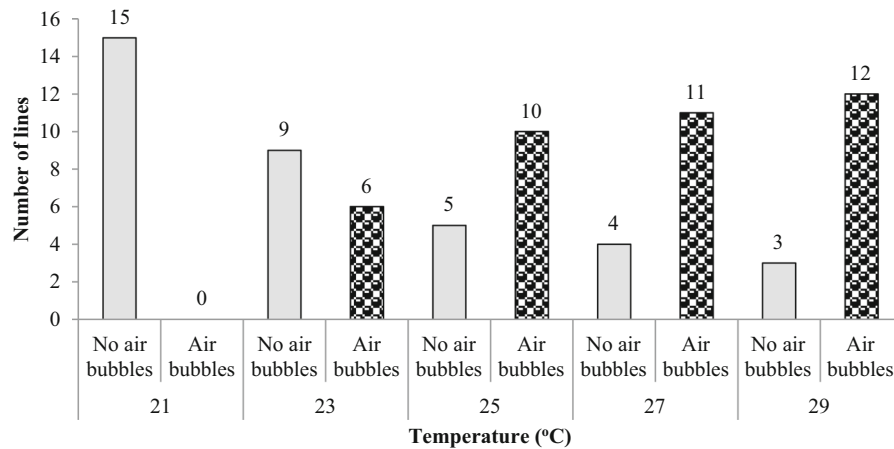 16
14
12
10
8
6
4
2
0
Number of lines
15
0
9
6
5
10
4
11
3
12
No air bubbles
Air bubbles
No air bubbles
Air bubbles
No air bubbles
Air bubbles
No air bubbles
Air bubbles
No air bubbles
Air bubbles
21
23
25
27
29
Temperature (ºC)